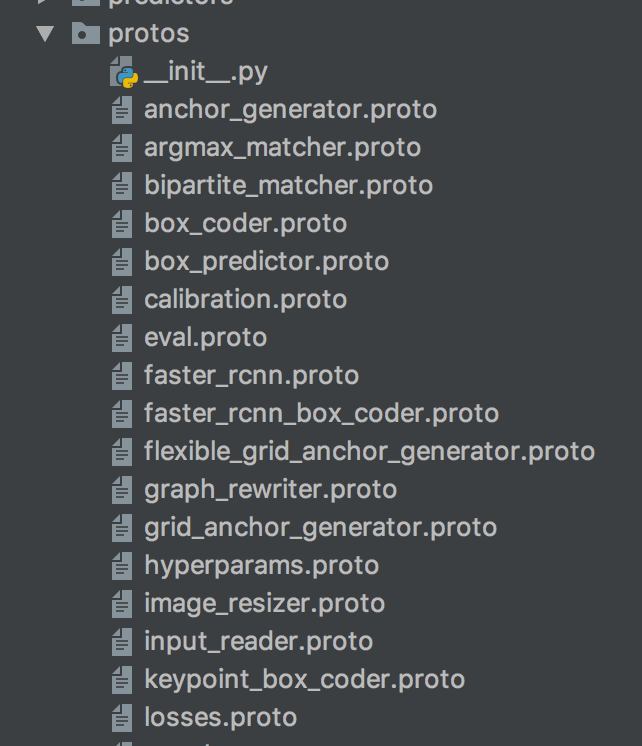 protos
__init__.py
anchor_generator.proto
argmax_matcher.proto
bipartite_matcher.proto
box_coder.proto
box_predictor.proto
calibration.proto
eval.proto
faster_rcnn.proto
faster_rcnn_box_coder.proto
flexible_grid_anchor_generator.proto
graph_rewriter.proto
grid_anchor_generator.proto
hyperparams.proto
image_resizer.proto
input_reader.proto
keypoint_box_coder.proto
losses.proto